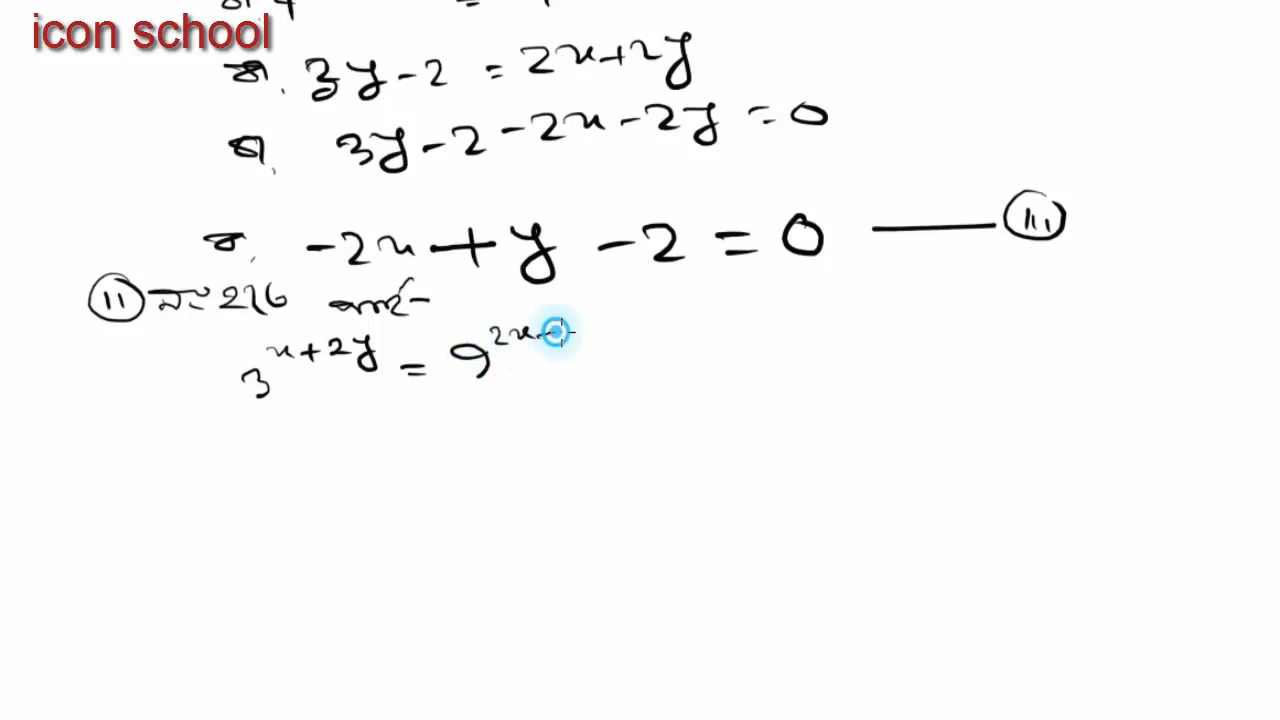 icon school
বা, 3y - 2 = 2x + 2y
বা, 3y - 2 - 2x - 2y = 0
বা, -2x + y - 2 = 0 —— (iii)
(ii) নং হতে পাই-
3^{x+2y} = 9^{2x-